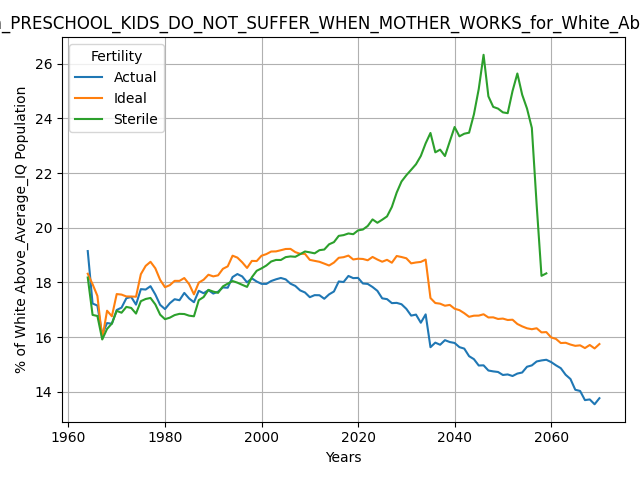 _PRESCHOOL_KIDS_DO_NOT_SUFFER_WHEN_MOTHER_WORKS_for_White_Ab
Fertility
Actual
Ideal
Sterile
% of White Above_Average_IQ Population
26
24
22
20
18
16
14
1960
1980
2000
2020
2040
2060
Years